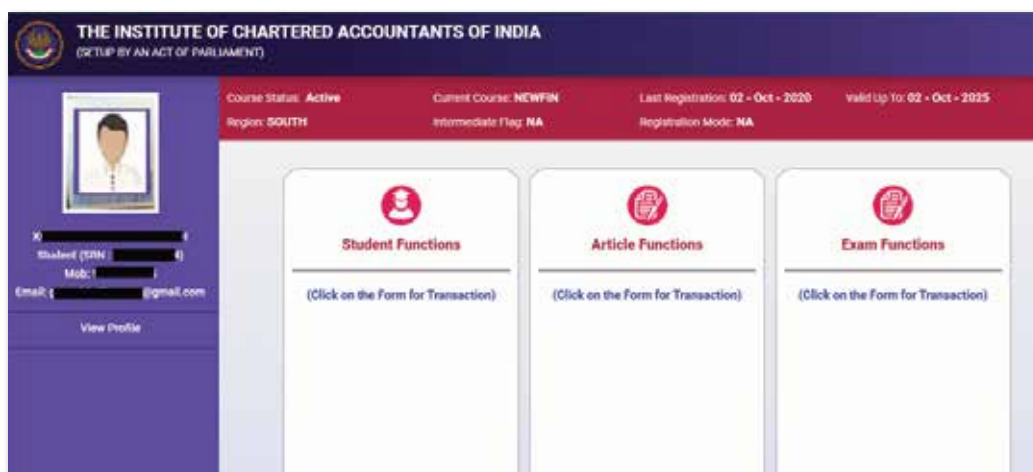 THE INSTITUTE OF CHARTERED ACCOUNTANTS OF INDIA
(SETUP BY AN ACT OF PARLIAMENT)
Course Status: Active Current Course: NEWFIN Last Registration: 02 - Oct - 2020 Valid Up To: 02 - Oct - 2025
Region: SOUTH Intermediate Flag: NA Registration Mode: NA
Student (SRN :
Mob:
Email: @gmail.com
View Profile
Student Functions Article Functions Exam Functions
(Click on the Form for Transaction) (Click on the Form for Transaction) (Click on the Form for Transaction)